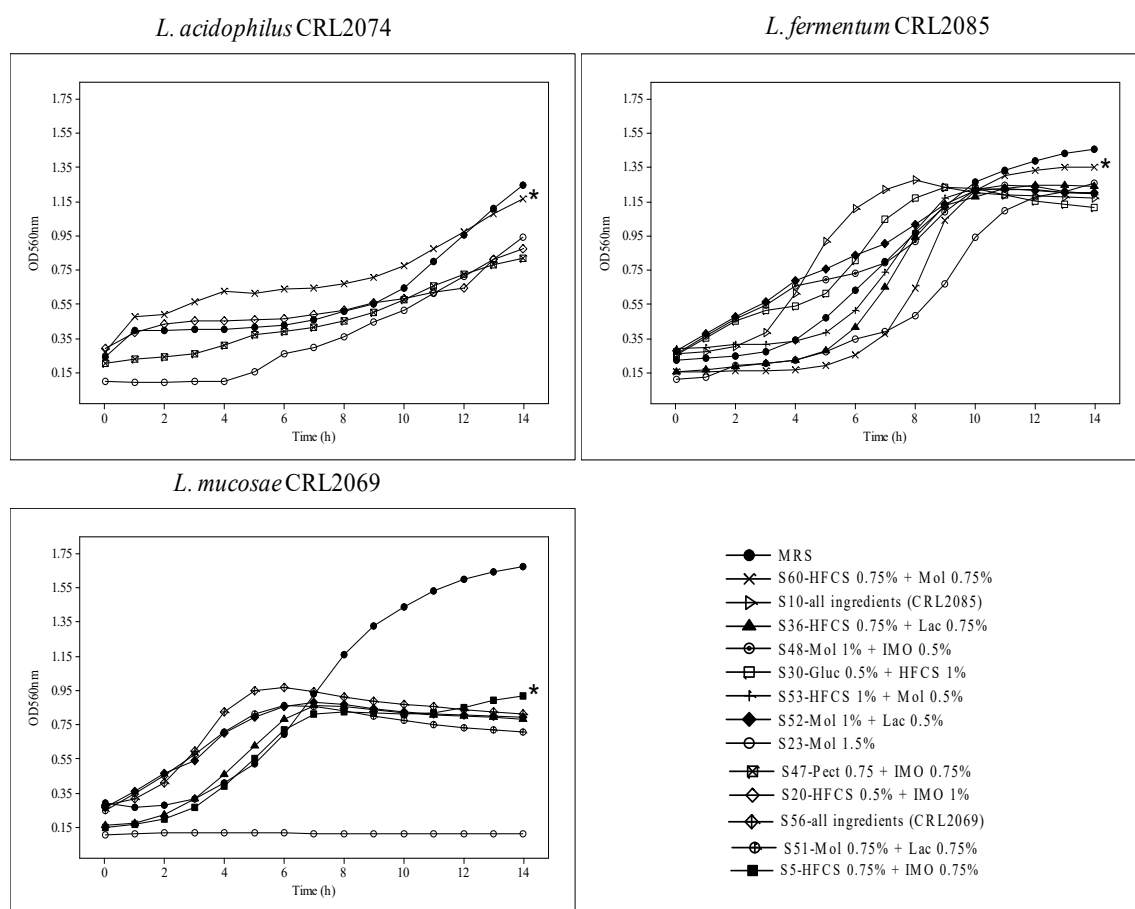 L. acidophilus CRL2074
L. fermentum CRL2085
1.75
1.55
1.35
1.15
0.95
0.75
0.55
0.35
0.15
OD560nm
*
0 2 4 6 8 10 12 14
Time (h)
1.75
1.55
1.35
1.15
0.95
0.75
0.55
0.35
0.15
OD560nm
*
0 2 4 6 8 10 12 14
Time (h)
L. mucosae CRL2069
1.75
1.55
1.35
1.15
0.95
0.75
0.55
0.35
0.15
OD560nm
*
0 2 4 6 8 10 12 14
Time (h)
MRS
S60-HFCS 0.75% + Mol 0.75%
S10-all ingredients (CRL2085)
S36-HFCS 0.75% + Lac 0.75%
S48-Mol 1% + IMO 0.5%
S30-Gluc 0.5% + HFCS 1%
S53-HFCS 1% + Mol 0.5%
S52-Mol 1% + Lac 0.5%
S23-Mol 1.5%
S47-Pect 0.75 + IMO 0.75%
S20-HFCS 0.5% + IMO 1%
S56-all ingredients (CRL2069)
S51-Mol 0.75% + Lac 0.75%
S5-HFCS 0.75% + IMO 0.75%